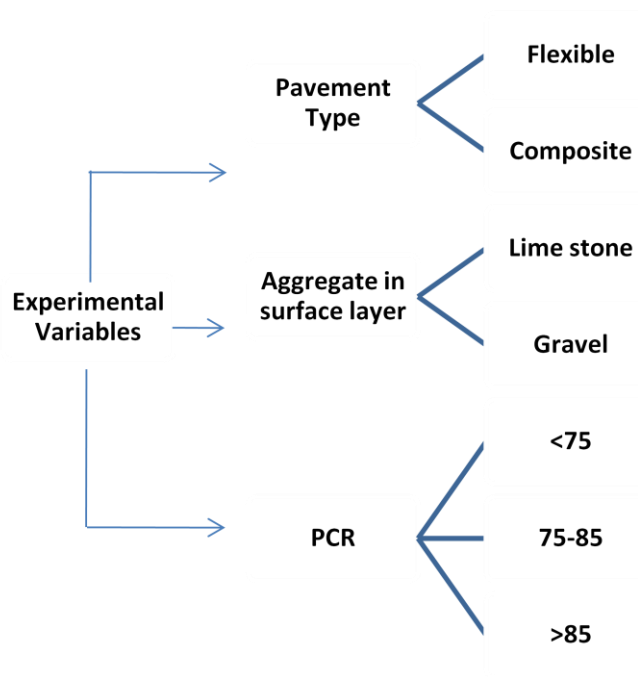 Experimental
Variables
Pavement
Type
Flexible
Composite
Aggregate in
surface layer
Lime stone
Gravel
PCR
<75
75-85
>85